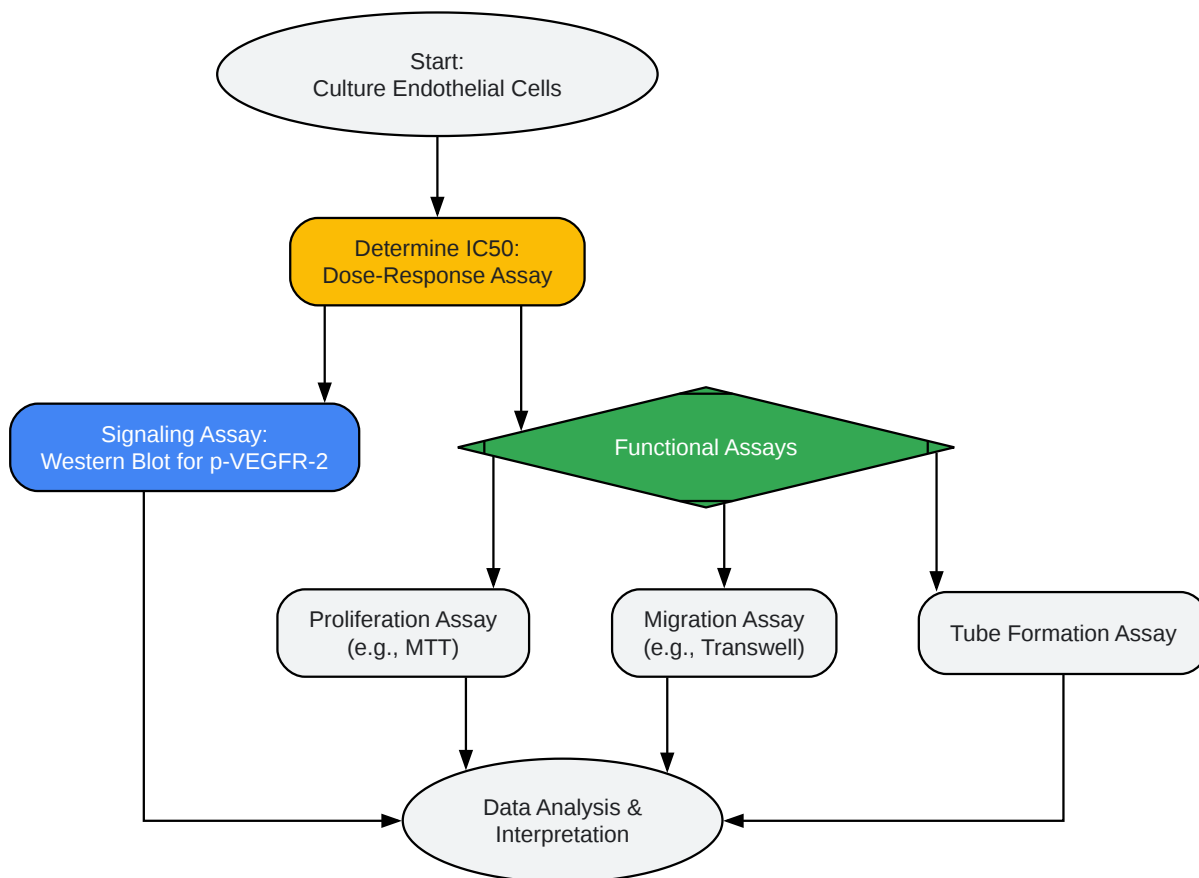 Start:
Culture Endothelial Cells
Determine IC50:
Dose-Response Assay
Signaling Assay:
Western Blot for p-VEGFR-2
Functional Assays
Proliferation Assay
(e.g., MTT)
Migration Assay
(e.g., Transwell)
Tube Formation Assay
Data Analysis &
Interpretation